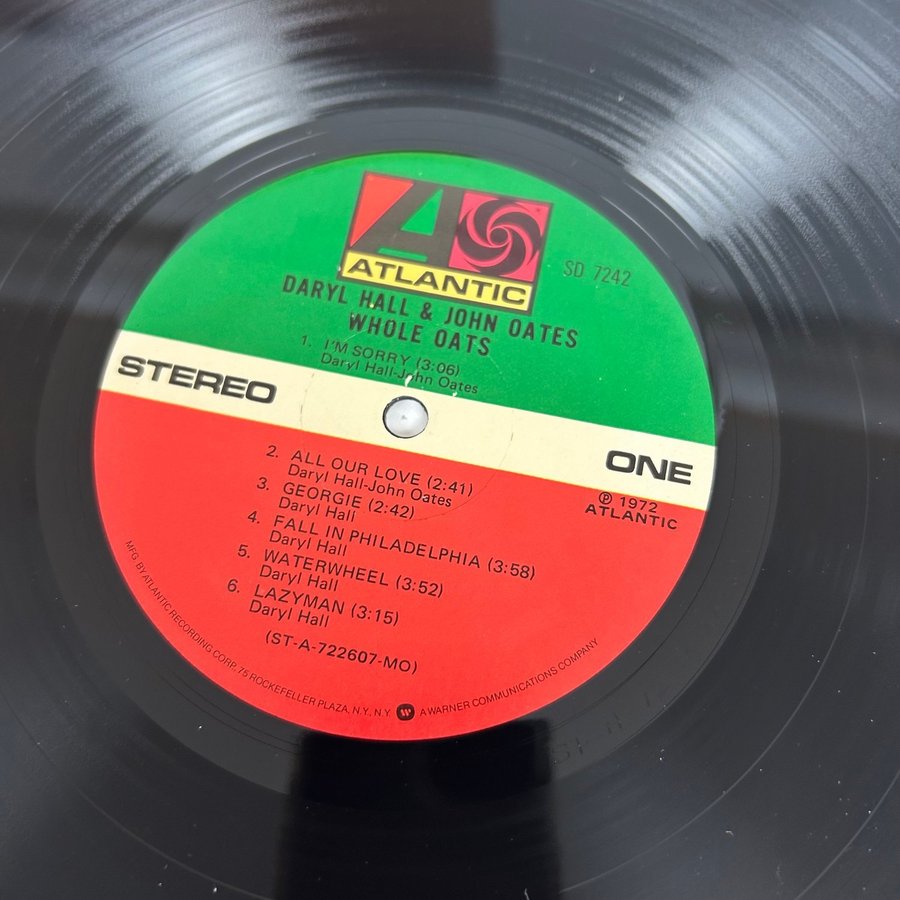 ATLANTIC
SD 7242
DARYL HALL & JOHN OATES
WHOLE OATS
1. I'M SORRY (3:06)
Daryl Hall-John Oates
STEREO
ONE
℗ 1972
ATLANTIC
2. ALL OUR LOVE (2:41)
Daryl Hall-John Oates
3. GEORGIE (2:42)
Daryl Hall
4. FALL IN PHILADELPHIA (3:58)
Daryl Hall
5. WATERWHEEL (3:52)
Daryl Hall
6. LAZYMAN (3:15)
Daryl Hall
(ST-A-722607-MO)
MFG. BY ATLANTIC RECORDING CORP., 75 ROCKEFELLER PLAZA, N.Y., N.Y. A WARNER COMMUNICATIONS COMPANY